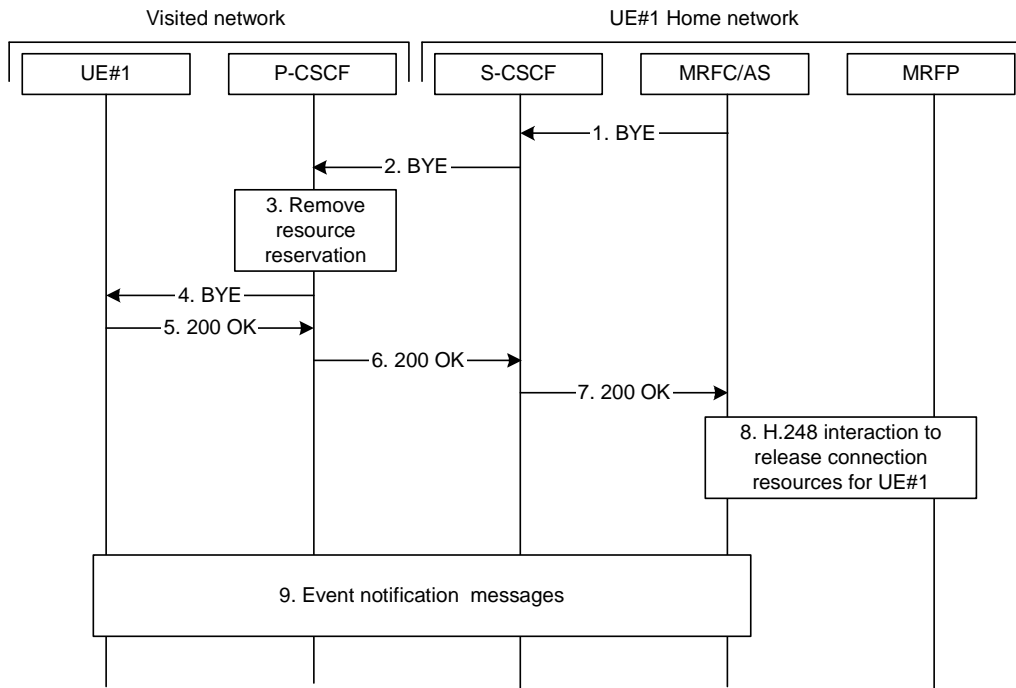 Visited network
UE#1 Home network
UE#1
P-CSCF
S-CSCF
MRFC/AS
MRFP
1. BYE
2. BYE
3. Remove
resource
reservation
4. BYE
5. 200 OK
6. 200 OK
7. 200 OK
8. H.248 interaction to
release connection
resources for UE#1
9. Event notification messages